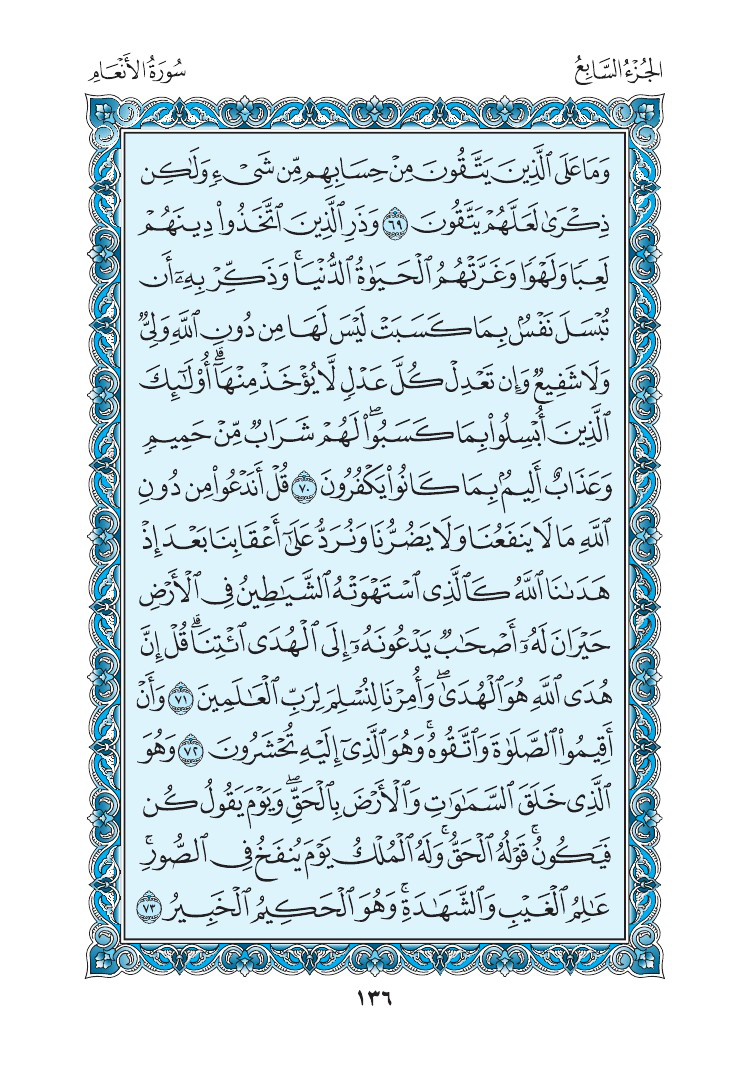 الجُزْءُ السَّابِعُ
سُورَةُ الأَنْعَامِ
وَمَا عَلَى ٱلَّذِينَ يَتَّقُونَ مِنْ حِسَابِهِم مِّن شَىْءٍ وَلَٰكِن
ذِكْرَىٰ لَعَلَّهُمْ يَتَّقُونَ ٦٩ وَذَرِ ٱلَّذِينَ ٱتَّخَذُوا۟ دِينَهُمْ
لَعِبًا وَلَهْوًا وَغَرَّتْهُمُ ٱلْحَيَوٰةُ ٱلدُّنْيَا ۚ وَذَكِّرْ بِهِۦٓ أَن
تُبْسَلَ نَفْسٌۢ بِمَا كَسَبَتْ لَيْسَ لَهَا مِن دُونِ ٱللَّهِ وَلِىٌّ
وَلَا شَفِيعٌ وَإِن تَعْدِلْ كُلَّ عَدْلٍ لَّا يُؤْخَذْ مِنْهَآ ۗ أُو۟لَٰٓئِكَ
ٱلَّذِينَ أُبْسِلُوا۟ بِمَا كَسَبُوا۟ ۖ لَهُمْ شَرَابٌ مِّنْ حَمِيمٍ
وَعَذَابٌ أَلِيمٌۢ بِمَا كَانُوا۟ يَكْفُرُونَ ٧٠ قُلْ أَنَدْعُوا۟ مِن دُونِ
ٱللَّهِ مَا لَا يَنفَعُنَا وَلَا يَضُرُّنَا وَنُرَدُّ عَلَىٰٓ أَعْقَابِنَا بَعْدَ إِذْ
هَدَىٰنَا ٱللَّهُ كَٱلَّذِى ٱسْتَهْوَتْهُ ٱلشَّيَٰطِينُ فِى ٱلْأَرْضِ
حَيْرَانَ لَهُۥٓ أَصْحَٰبٌ يَدْعُونَهُۥٓ إِلَى ٱلْهُدَى ٱئْتِنَا ۗ قُلْ إِنَّ
هُدَى ٱللَّهِ هُوَ ٱلْهُدَىٰ ۖ وَأُمِرْنَا لِنُسْلِمَ لِرَبِّ ٱلْعَٰلَمِينَ ٧١ وَأَنْ
أَقِيمُوا۟ ٱلصَّلَوٰةَ وَٱتَّقُوهُ ۚ وَهُوَ ٱلَّذِىٓ إِلَيْهِ تُحْشَرُونَ ٧٢ وَهُوَ
ٱلَّذِى خَلَقَ ٱلسَّمَٰوَٰتِ وَٱلْأَرْضَ بِٱلْحَقِّ ۖ وَيَوْمَ يَقُولُ كُن
فَيَكُونُ ۚ قَوْلُهُ ٱلْحَقُّ ۚ وَلَهُ ٱلْمُلْكُ يَوْمَ يُنفَخُ فِى ٱلصُّورِ ۚ
عَٰلِمُ ٱلْغَيْبِ وَٱلشَّهَٰدَةِ ۚ وَهُوَ ٱلْحَكِيمُ ٱلْخَبِيرُ ٧٣
١٣٦